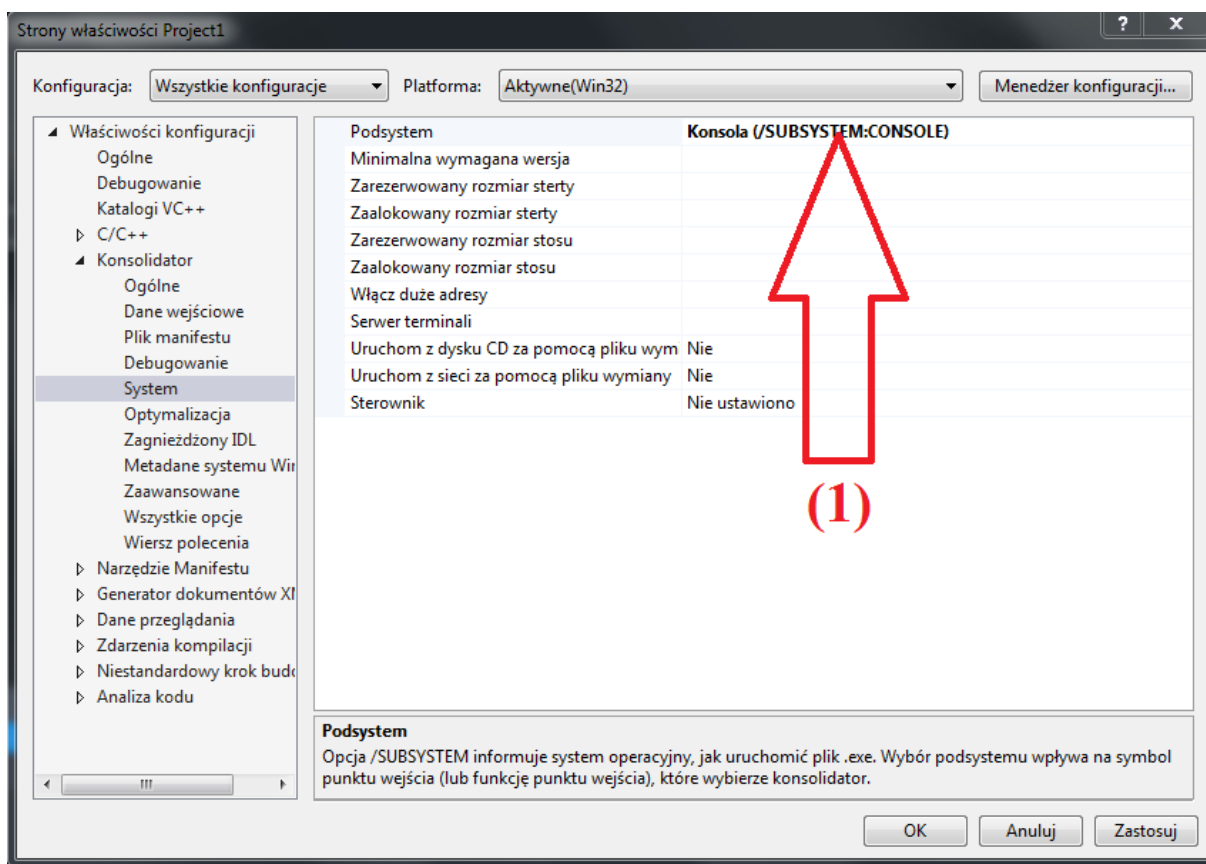 Strony właściwości Project1
Konfiguracja: Wszystkie konfiguracje Platforma: Aktywne(Win32) Menedżer konfiguracji...
Właściwości konfiguracji
Ogólne
Debugowanie
Katalogi VC++
C/C++
Konsolidator
Ogólne
Dane wejściowe
Plik manifestu
Debugowanie
System
Optymalizacja
Zagnieżdżony IDL
Metadane systemu Wir
Zaawansowane
Wszystkie opcje
Wiersz polecenia
Narzędzie Manifestu
Generator dokumentów XM
Dane przeglądania
Zdarzenia kompilacji
Niestandardowy krok budo
Analiza kodu
Podsystem Konsola (/SUBSYSTEM:CONSOLE)
Minimalna wymagana wersja
Zarezerwowany rozmiar sterty
Zaalokowany rozmiar sterty
Zarezerwowany rozmiar stosu
Zaalokowany rozmiar stosu
Włącz duże adresy
Serwer terminali
Uruchom z dysku CD za pomocą pliku wym Nie
Uruchom z sieci za pomocą pliku wymiany Nie
Sterownik Nie ustawiono
(1)
Podsystem
Opcja /SUBSYSTEM informuje system operacyjny, jak uruchomić plik .exe. Wybór podsystemu wpływa na symbol
punktu wejścia (lub funkcję punktu wejścia), które wybierze konsolidator.
OK Anuluj Zastosuj